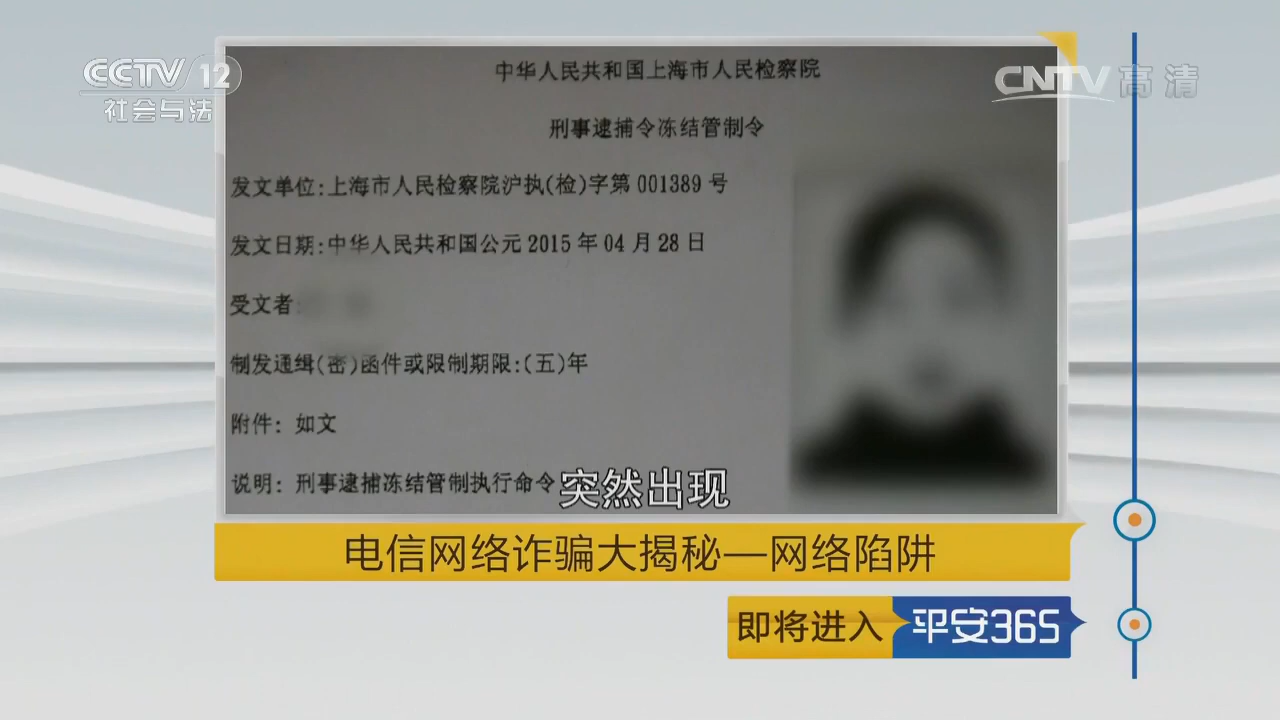 CCTV 12
社会与法
CNTV 高清
中华人民共和国上海市人民检察院
刑事逮捕令冻结管制令
发文单位:上海市人民检察院沪执(检)字第 001389 号
发文日期:中华人民共和国公元 2015 年 04 月 28 日
受文者:
制发通缉(密)函件或限制期限:(五)年
附件: 如文
说明: 刑事逮捕冻结管制执行命令
突然出现
电信网络诈骗大揭秘—网络陷阱
即将进入 平安365